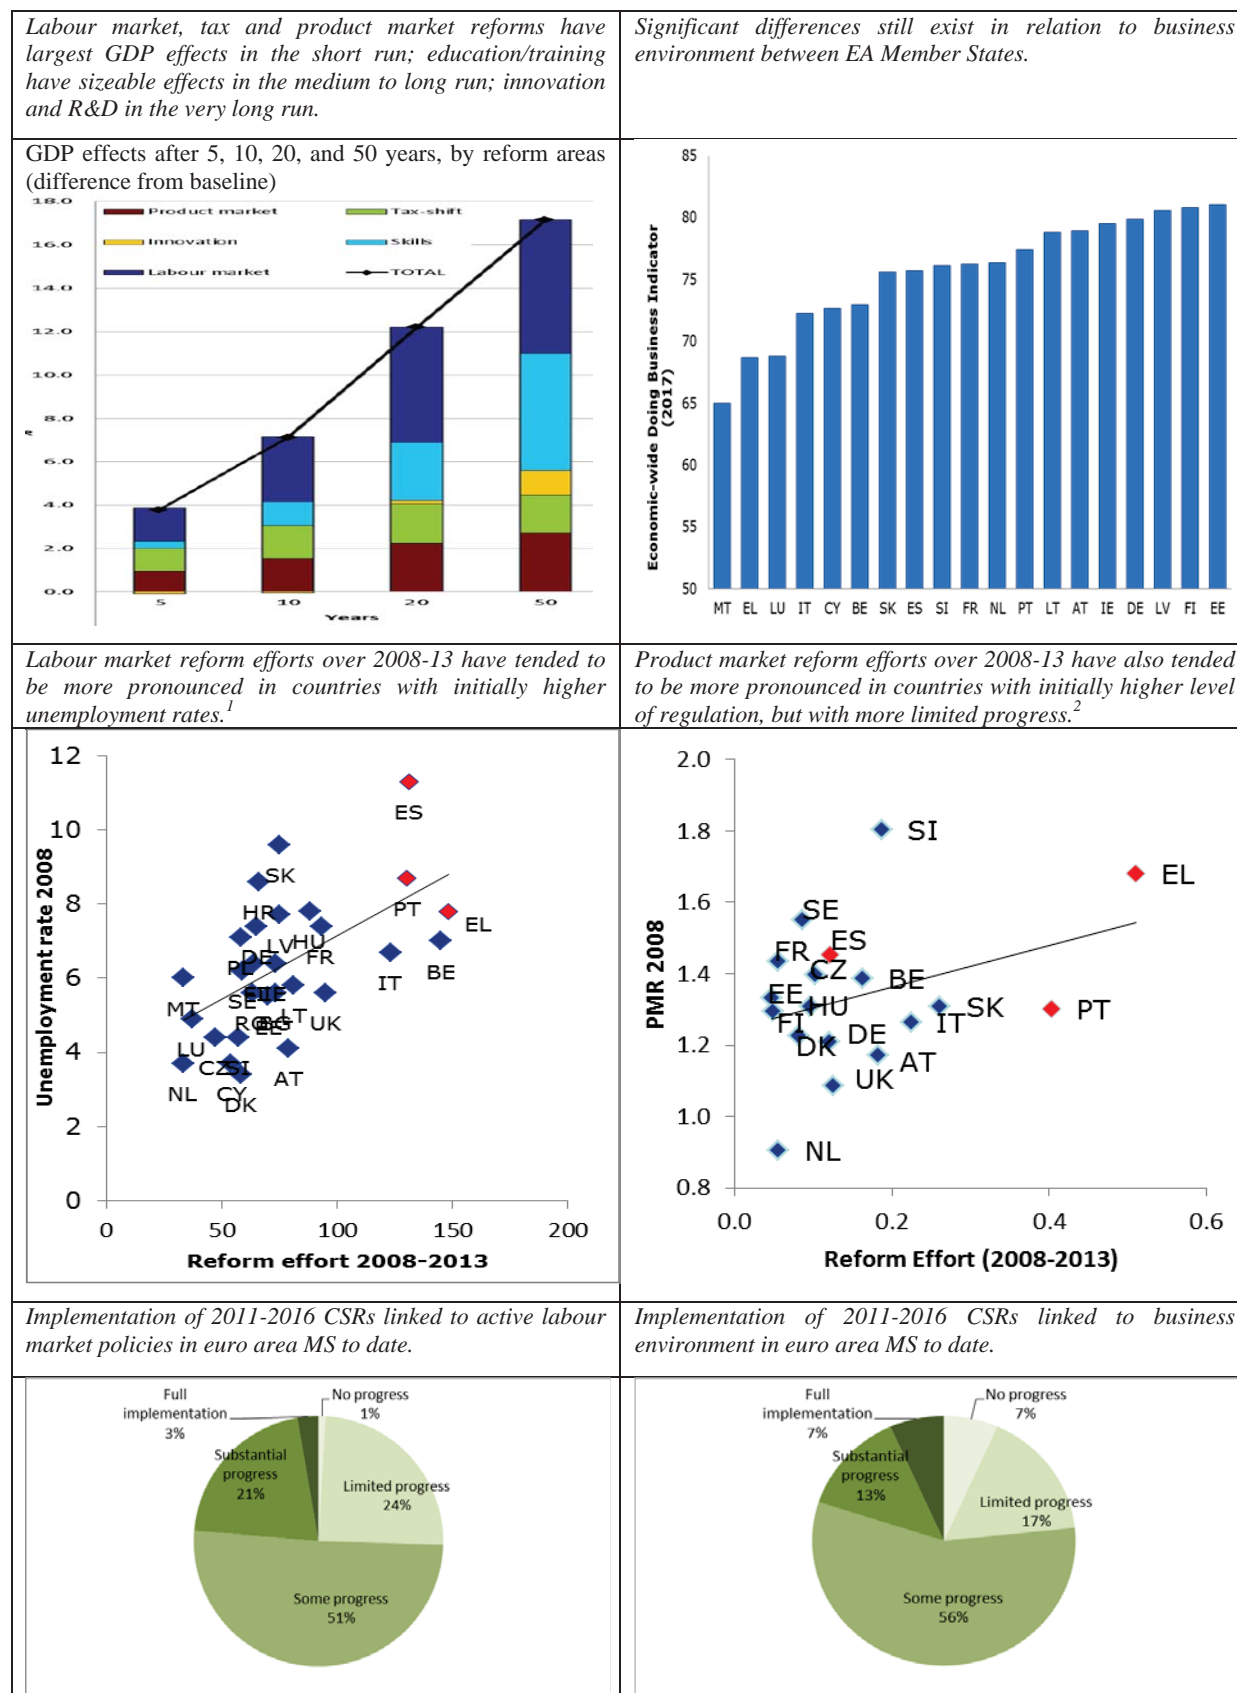 Labour market, tax and product market reforms have
largest GDP effects in the short run; education/training
have sizeable effects in the medium to long run; innovation
and R&D in the very long run.
Significant differences still exist in relation to business
environment between EA Member States.
GDP effects after 5, 10, 20, and 50 years, by reform areas
(difference from baseline)
18.0
16.0
14.0
12.0
10.0
8.0
6.0
4.0
2.0
0.0
Product market
Tax-shift
Innovation
Skills
Labour market
TOTAL
5
10
20
50
Years
Economic-wide Doing Business Indicator
(2017)
85
80
75
70
65
60
55
50
MT EL LU IT CY BE SK ES SI FR NL PT LT AT IE DE LV FI EE
Labour market reform efforts over 2008-13 have tended to
be more pronounced in countries with initially higher
unemployment rates.1
Product market reform efforts over 2008-13 have also tended
to be more pronounced in countries with initially higher level
of regulation, but with more limited progress.2
Unemployment rate 2008
12
10
8
6
4
2
0
ES
SK
HR
PT
EL
LV
HU
DE
FR
PL
BE
IT
MT
SE
LT
RO
BG
EE
UK
LU
CZ
SI
AT
NL
CY
DK
0
50
100
150
200
Reform effort 2008-2013
PMR 2008
2.0
1.8
1.6
1.4
1.2
1.0
0.8
SI
EL
SE
ES
FR
CZ
BE
EE
HU
SK
PT
FI
IT
DE
DK
AT
UK
NL
0.0
0.2
0.4
0.6
Reform Effort (2008-2013)
Implementation of 2011-2016 CSRs linked to active labour
market policies in euro area MS to date.
Implementation of 2011-2016 CSRs linked to business
environment in euro area MS to date.
Full
implementation
3%
No progress
1%
Substantial
progress
21%
Limited progress
24%
Some progress
51%
Full
implementation
7%
No progress
7%
Substantial
progress
13%
Limited progress
17%
Some progress
56%